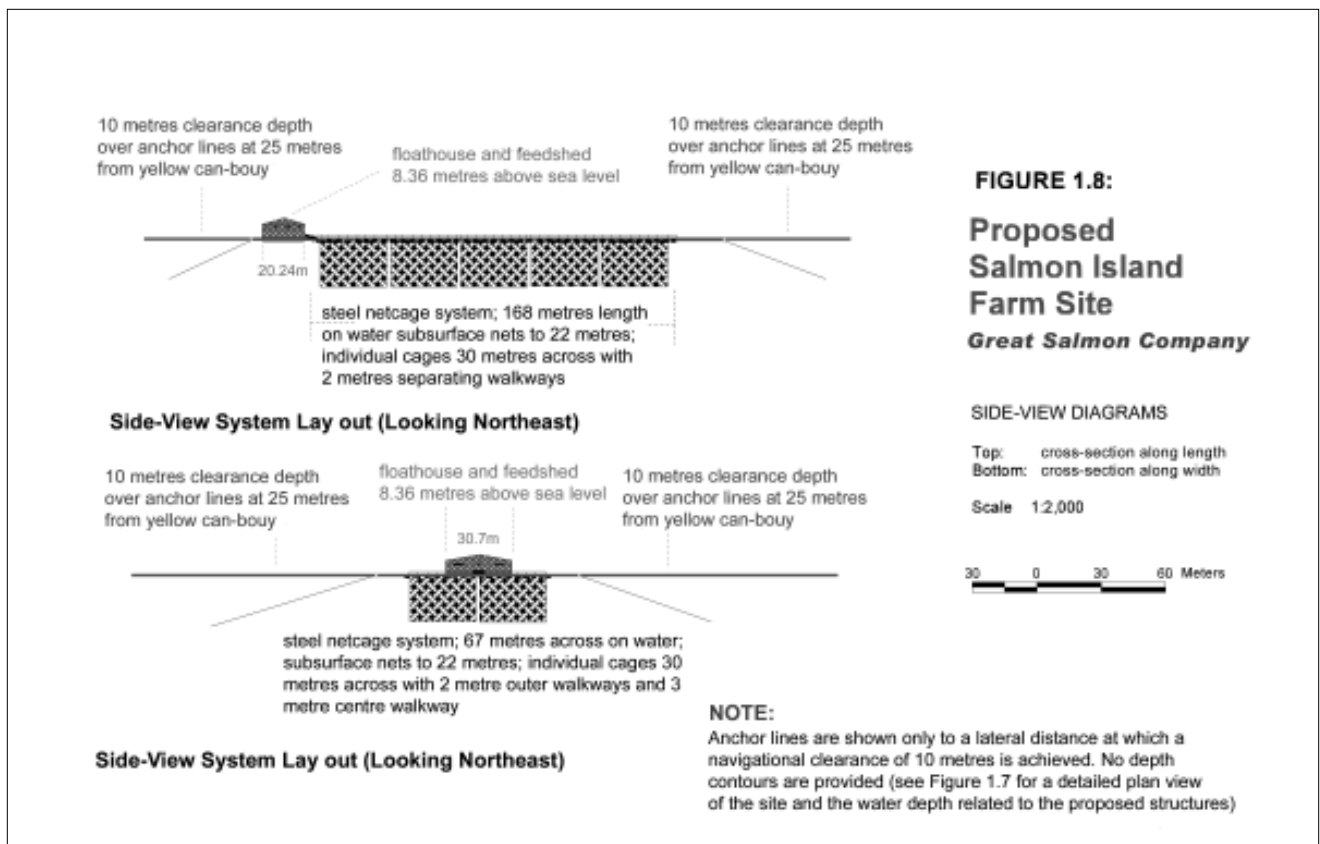 10 metres clearance depth
over anchor lines at 25 metres
from yellow can-bouy
floathouse and feedshed
8.36 metres above sea level
10 metres clearance depth
over anchor lines at 25 metres
from yellow can-bouy
20.24m
steel netcage system; 168 metres length
on water subsurface nets to 22 metres;
individual cages 30 metres across with
2 metres separating walkways
Side-View System Lay out (Looking Northeast)
10 metres clearance depth
over anchor lines at 25 metres
from yellow can-bouy
floathouse and feedshed
8.36 metres above sea level
10 metres clearance depth
over anchor lines at 25 metres
from yellow can-bouy
30.7m
steel netcage system; 67 metres across on water;
subsurface nets to 22 metres; individual cages 30
metres across with 2 metre outer walkways and 3
metre centre walkway
Side-View System Lay out (Looking Northeast)
FIGURE 1.8:
Proposed
Salmon Island
Farm Site
Great Salmon Company
SIDE-VIEW DIAGRAMS
Top: cross-section along length
Bottom: cross-section along width
Scale 1:2,000
30 0 30 60 Meters
NOTE:
Anchor lines are shown only to a lateral distance at which a
navigational clearance of 10 metres is achieved. No depth
contours are provided (see Figure 1.7 for a detailed plan view
of the site and the water depth related to the proposed structures)